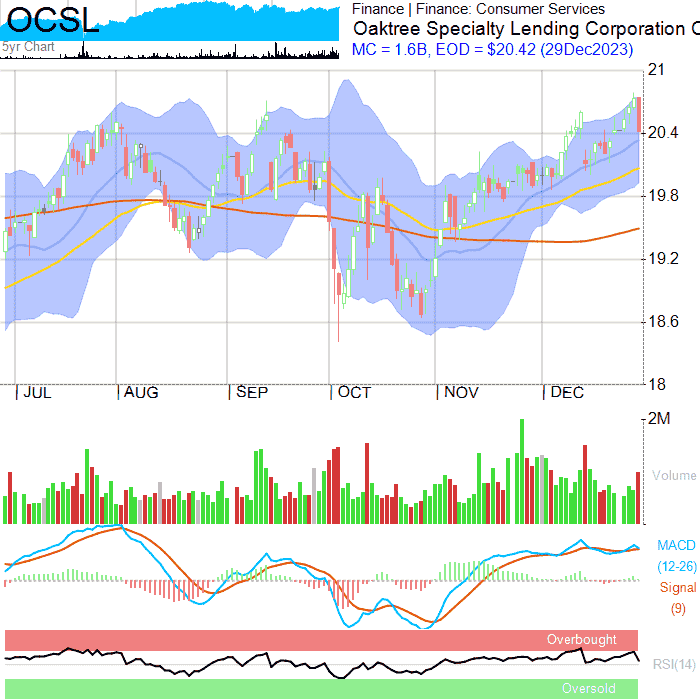 OCSL
5yr Chart
Finance | Finance: Consumer Services
Oaktree Specialty Lending Corporation C
MC = 1.6B, EOD = $20.42 (29Dec2023)
21
20.4
19.8
19.2
18.6
18
JUL AUG SEP OCT NOV DEC
2M
Volume
MACD
(12-26)
Signal
(9)
Overbought
RSI(14)
Oversold